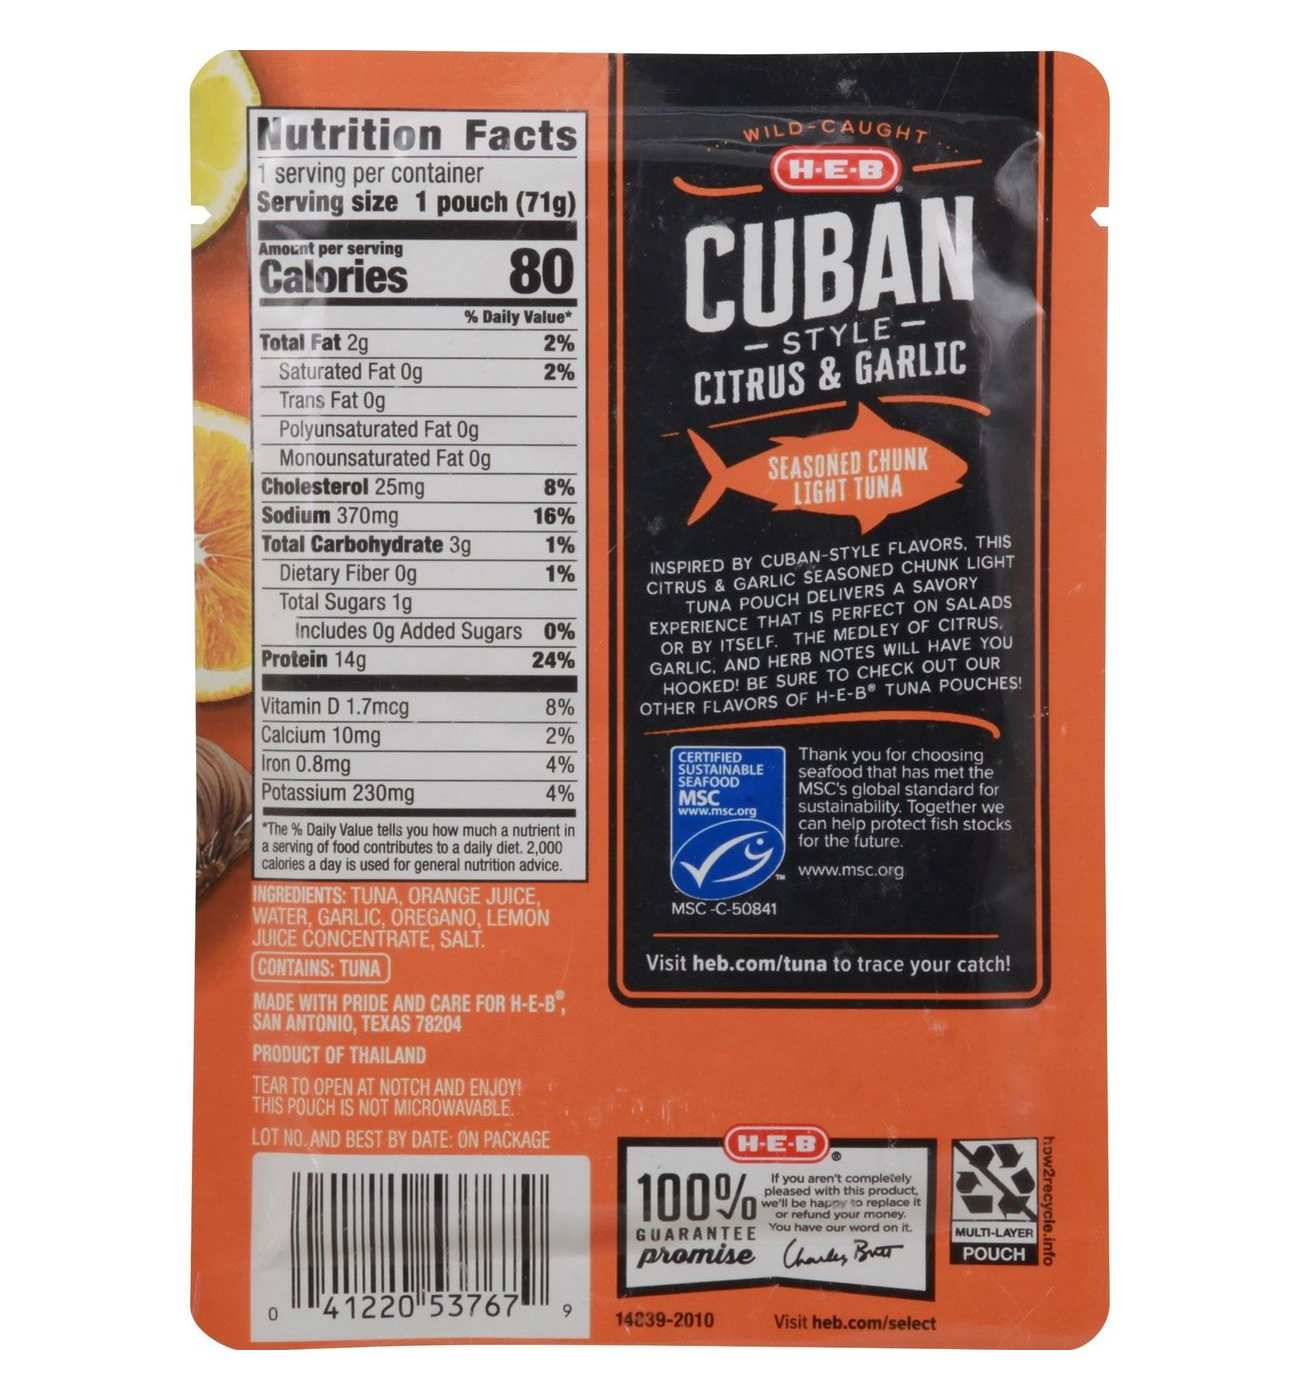 Nutrition Facts
1 serving per container
Serving size 1 pouch (71g)
Amount per serving
Calories 80
% Daily Value*
Total Fat 2g 2%
Saturated Fat 0g 2%
Trans Fat 0g
Polyunsaturated Fat 0g
Monounsaturated Fat 0g
Cholesterol 25mg 8%
Sodium 370mg 16%
Total Carbohydrate 3g 1%
Dietary Fiber 0g 1%
Total Sugars 1g
Includes 0g Added Sugars 0%
Protein 14g 24%
Vitamin D 1.7mcg 8%
Calcium 10mg 2%
Iron 0.8mg 4%
Potassium 230mg 4%
*The % Daily Value tells you how much a nutrient in
a serving of food contributes to a daily diet. 2,000
calories a day is used for general nutrition advice.
INGREDIENTS: TUNA, ORANGE JUICE,
WATER, GARLIC, OREGANO, LEMON
JUICE CONCENTRATE, SALT.
CONTAINS: TUNA
MADE WITH PRIDE AND CARE FOR H-E-B®,
SAN ANTONIO, TEXAS 78204
PRODUCT OF THAILAND
TEAR TO OPEN AT NOTCH AND ENJOY!
THIS POUCH IS NOT MICROWAVABLE.
LOT NO. AND BEST BY DATE: ON PACKAGE
0 41220 53767 9
WILD-CAUGHT
H-E-B®
CUBAN
– STYLE –
CITRUS & GARLIC
SEASONED CHUNK
LIGHT TUNA
INSPIRED BY CUBAN-STYLE FLAVORS, THIS
CITRUS & GARLIC SEASONED CHUNK LIGHT
TUNA POUCH DELIVERS A SAVORY
EXPERIENCE THAT IS PERFECT ON SALADS
OR BY ITSELF. THE MEDLEY OF CITRUS,
GARLIC, AND HERB NOTES WILL HAVE YOU
HOOKED! BE SURE TO CHECK OUT OUR
OTHER FLAVORS OF H-E-B® TUNA POUCHES!
CERTIFIED
SUSTAINABLE
SEAFOOD
MSC
www.msc.org
TM
MSC -C-50841
Thank you for choosing
seafood that has met the
MSC's global standard for
sustainability. Together we
can help protect fish stocks
for the future.
www.msc.org
Visit heb.com/tuna to trace your catch!
H-E-B®
100%
GUARANTEE
promise
If you aren't completely
pleased with this product,
we'll be happy to replace it
or refund your money.
You have our word on it.
Charles Butt
how2recycle.info
MULTI-LAYER
POUCH
14839-2010
Visit heb.com/select